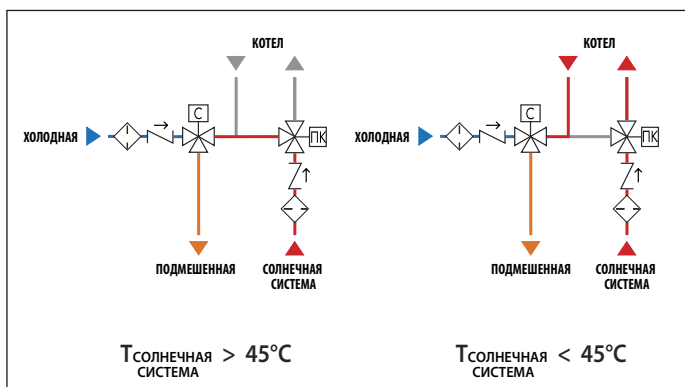 КОТЕЛ
С
ХОЛОДНАЯ
ПК
ПОДМЕШЕННАЯ
СОЛНЕЧНАЯ
СИСТЕМА
TСОЛНЕЧНАЯ > 45°C
СИСТЕМА
КОТЕЛ
С
ХОЛОДНАЯ
ПК
ПОДМЕШЕННАЯ
СОЛНЕЧНАЯ
СИСТЕМА
TСОЛНЕЧНАЯ < 45°C
СИСТЕМА